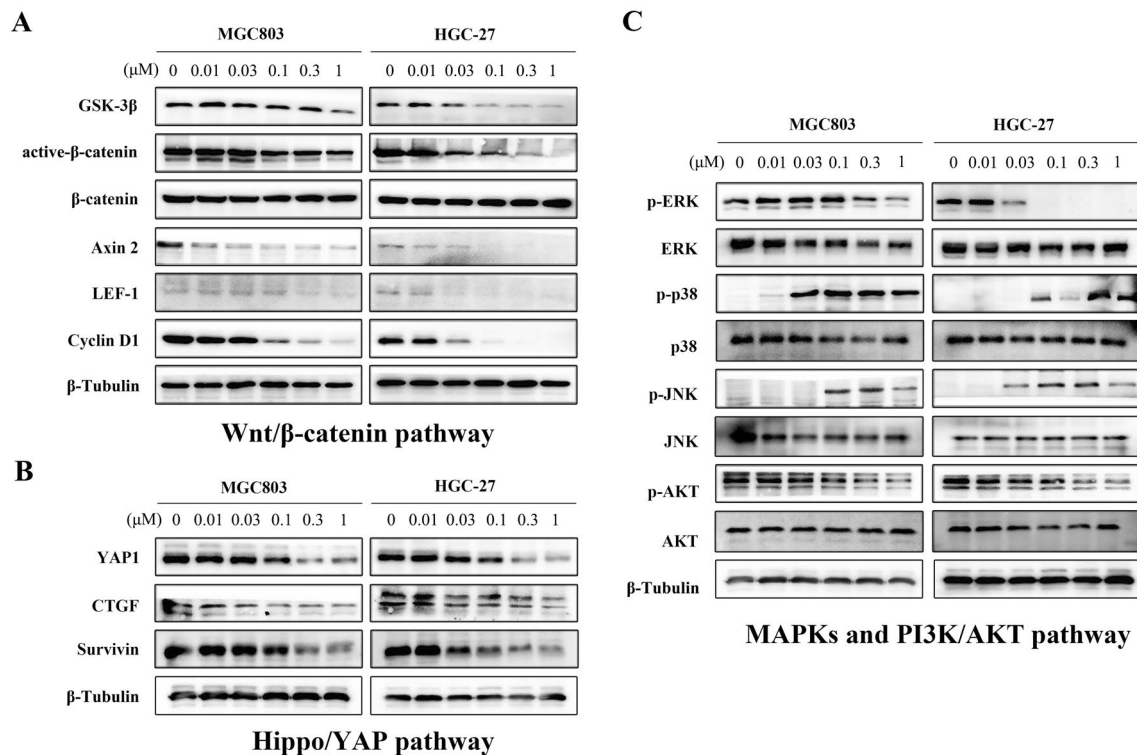 A
MGC803 HGC-27
(μM) 0 0.01 0.03 0.1 0.3 1 0 0.01 0.03 0.1 0.3 1
GSK-3β
active-β-catenin
β-catenin
Axin 2
LEF-1
Cyclin D1
β-Tubulin
Wnt/β-catenin pathway
B
MGC803 HGC-27
(μM) 0 0.01 0.03 0.1 0.3 1 0 0.01 0.03 0.1 0.3 1
YAP1
CTGF
Survivin
β-Tubulin
Hippo/YAP pathway
C
MGC803 HGC-27
(μM) 0 0.01 0.03 0.1 0.3 1 0 0.01 0.03 0.1 0.3 1
p-ERK
ERK
p-p38
p38
p-JNK
JNK
p-AKT
AKT
β-Tubulin
MAPKs and PI3K/AKT pathway